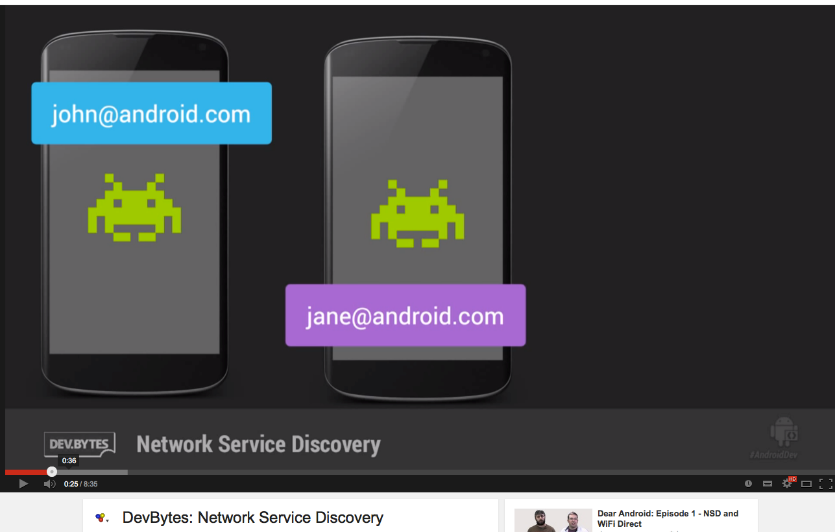 john@android.com
jane@android.com
DEV.BYTES
Network Service Discovery
#AndroidDev
0:36
0:25 / 8:35
HD
DevBytes: Network Service Discovery
Dear Android: Episode 1 - NSD and
WiFi Direct